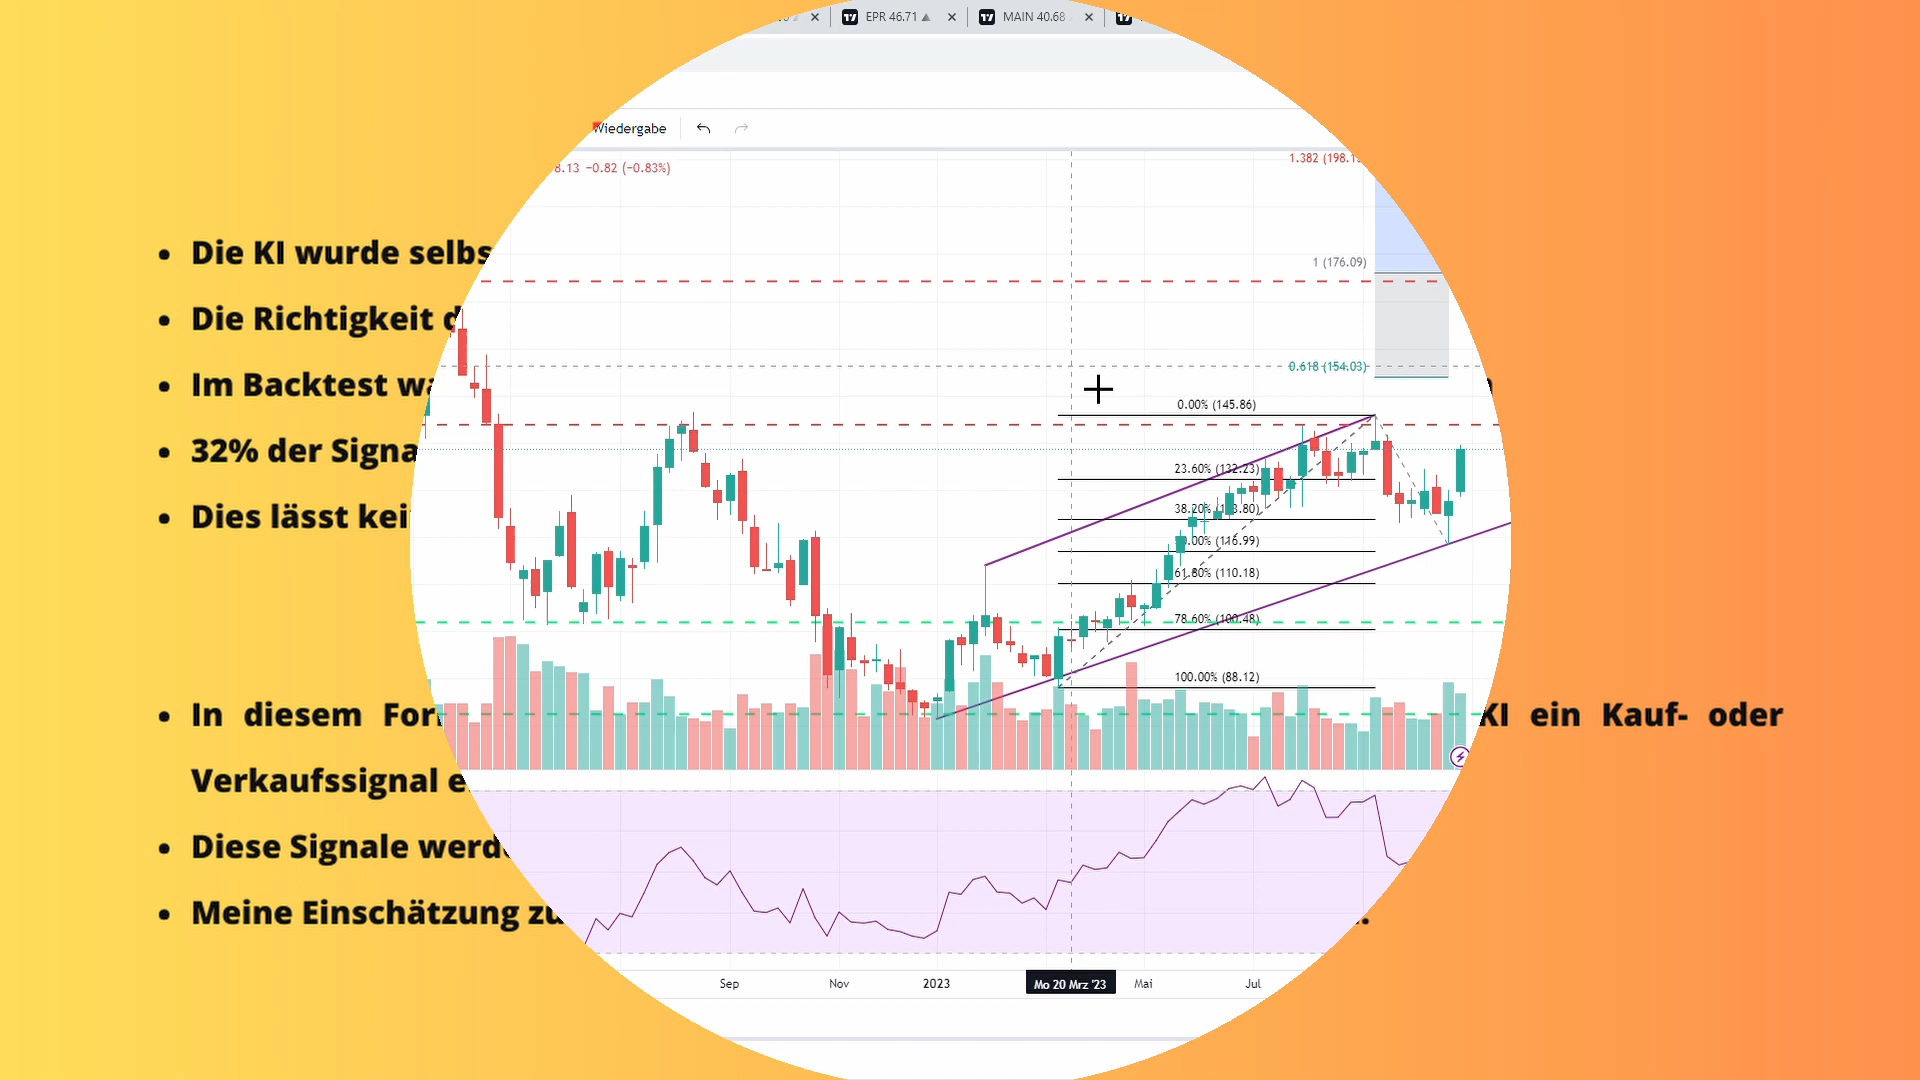 EPR 46.71
MAIN 40.68
Wiedergabe
8.13 −0.82 (−0.83%)
1.382 (198.1
1 (176.09)
0.618 (154.03)
0.00% (145.86)
23.60% (132.23)
38.20%
(116.99)
61.80% (110.18)
78.60% (100.48)
100.00% (88.12)
Sep
Nov
2023
Mo 20 Mrz '23
Mai
Jul
Die KI wurde selbs
Die Richtigkeit d
Im Backtest wa
32% der Signa
Dies lässt kei
In diesem For
KI ein Kauf- oder
Verkaufssignal e
Diese Signale werd
Meine Einschätzung zu